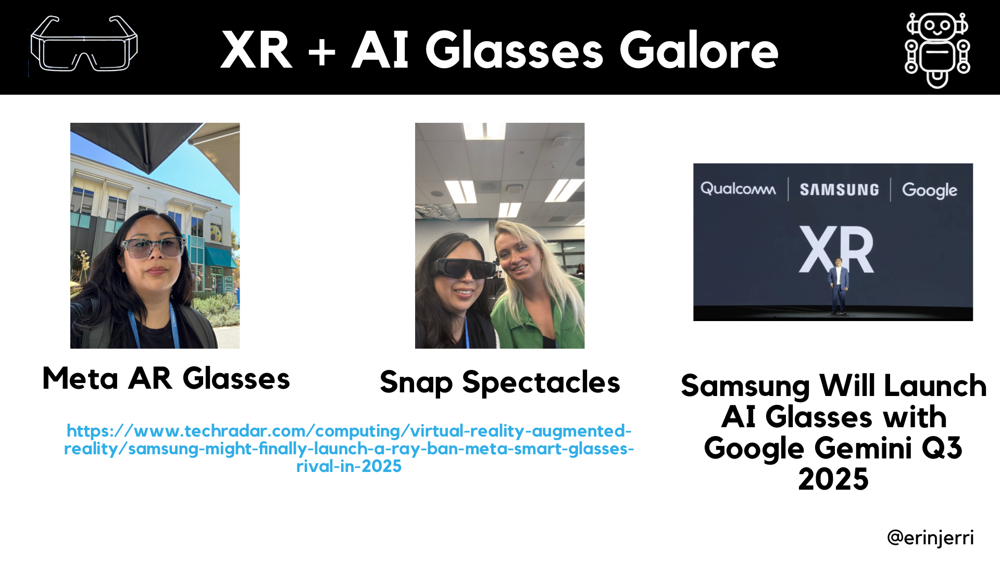 XR + AI Glasses Galore
Qualcomm SAMSUNG Google
XR
CONNECT
Meta AR Glasses
Snap Spectacles
Samsung Will Launch
AI Glasses with
Google Gemini Q3
2025
https://www.techradar.com/computing/virtual-reality-augmented-
reality/samsung-might-finally-launch-a-ray-ban-meta-smart-glasses-
rival-in-2025
@erinjerri